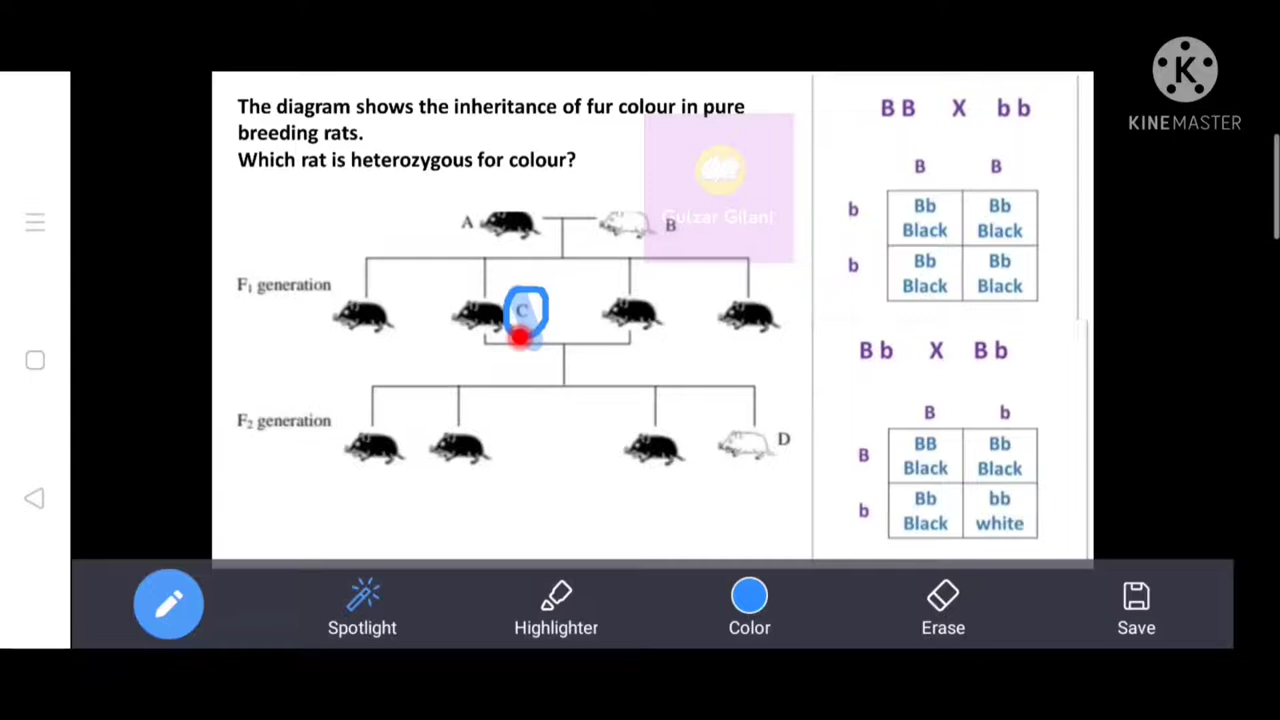 The diagram shows the inheritance of fur colour in pure
breeding rats.
Which rat is heterozygous for colour?
Gulzar Gilani
A
B
F1 generation
C
F2 generation
D
B B X b b
B B
b Bb Bb
Black Black
b Bb Bb
Black Black
B b X B b
B b
B BB Bb
Black Black
b Bb bb
Black white
K
KINEMASTER
Spotlight
Highlighter
Color
Erase
Save